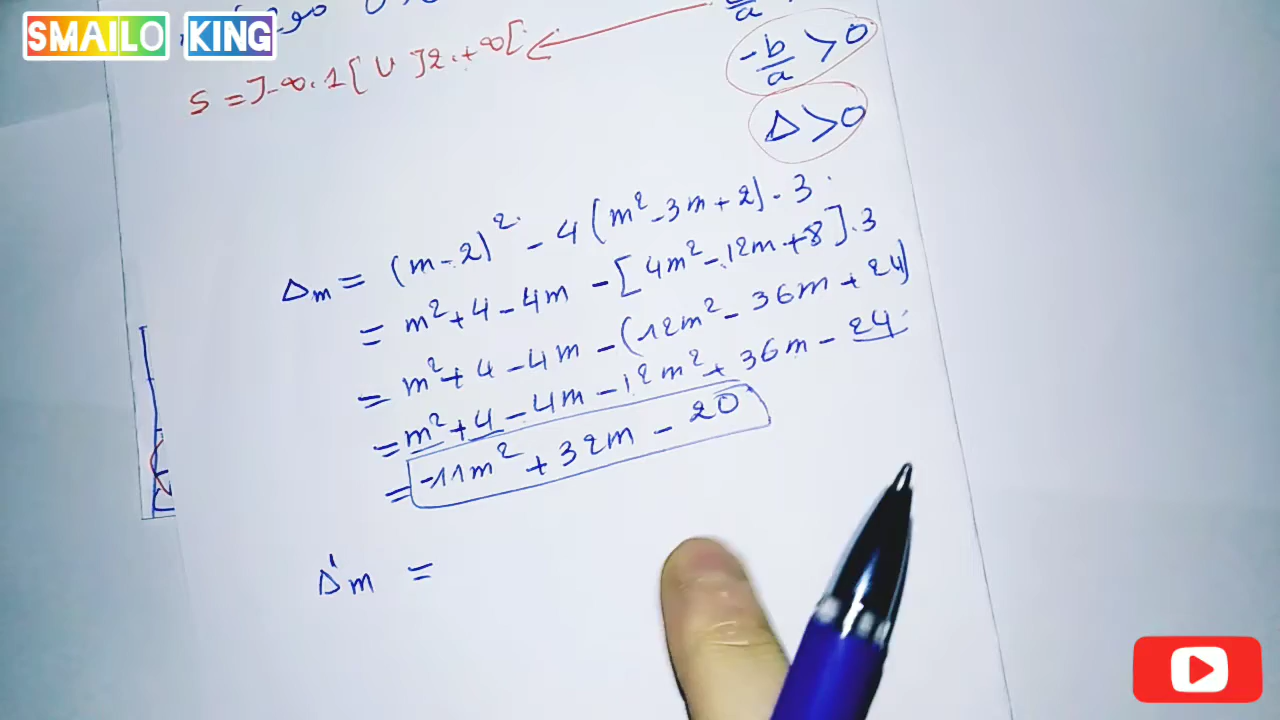 SMAILO KING
S = ]-∞.1[ U ]2.+∞[
-b/a > 0
Δ > 0
Δm = (m-2)² - 4(m²-3m+2).3
= m²+4-4m-[4m²-12m+8].3
= m²+4-4m-(12m²-36m+24)
= m²+4-4m-12m²+36m-24
= -11m²+32m-20
Δ'm =